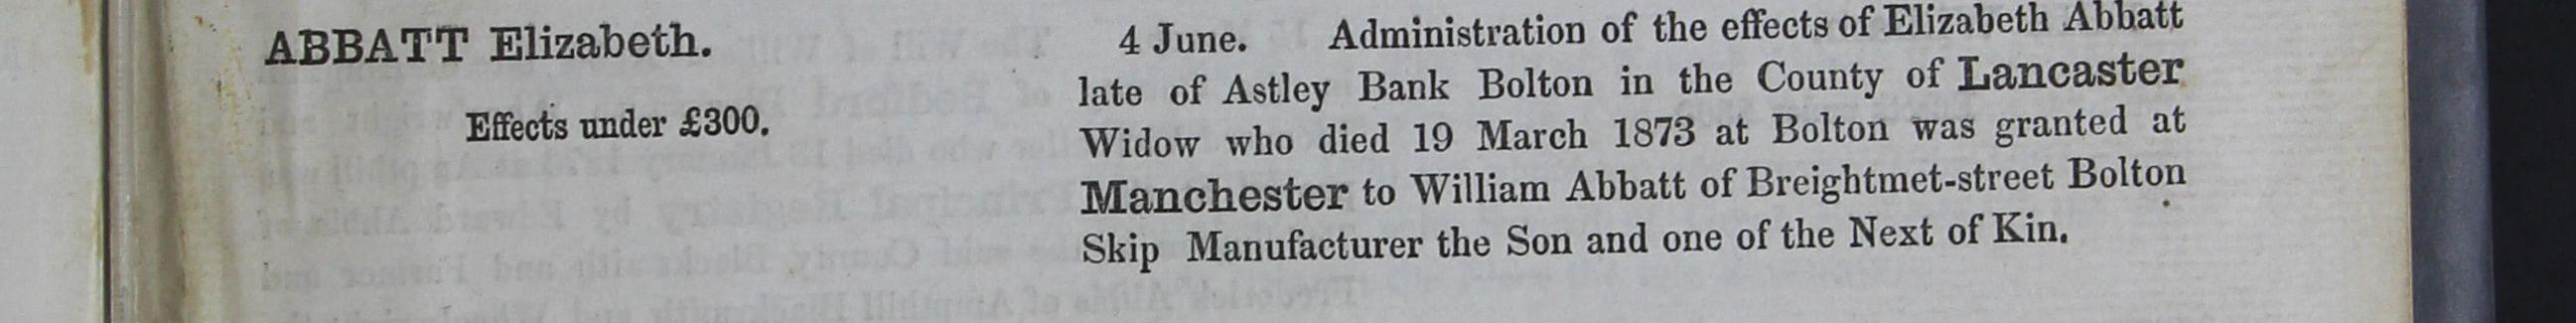 ABBATT Elizabeth.
Effects under £300.
4 June. Administration of the effects of Elizabeth Abbatt
late of Astley Bank Bolton in the County of Lancaster
Widow who died 19 March 1873 at Bolton was granted at
Manchester to William Abbatt of Breightmet-street Bolton
Skip Manufacturer the Son and one of the Next of Kin.